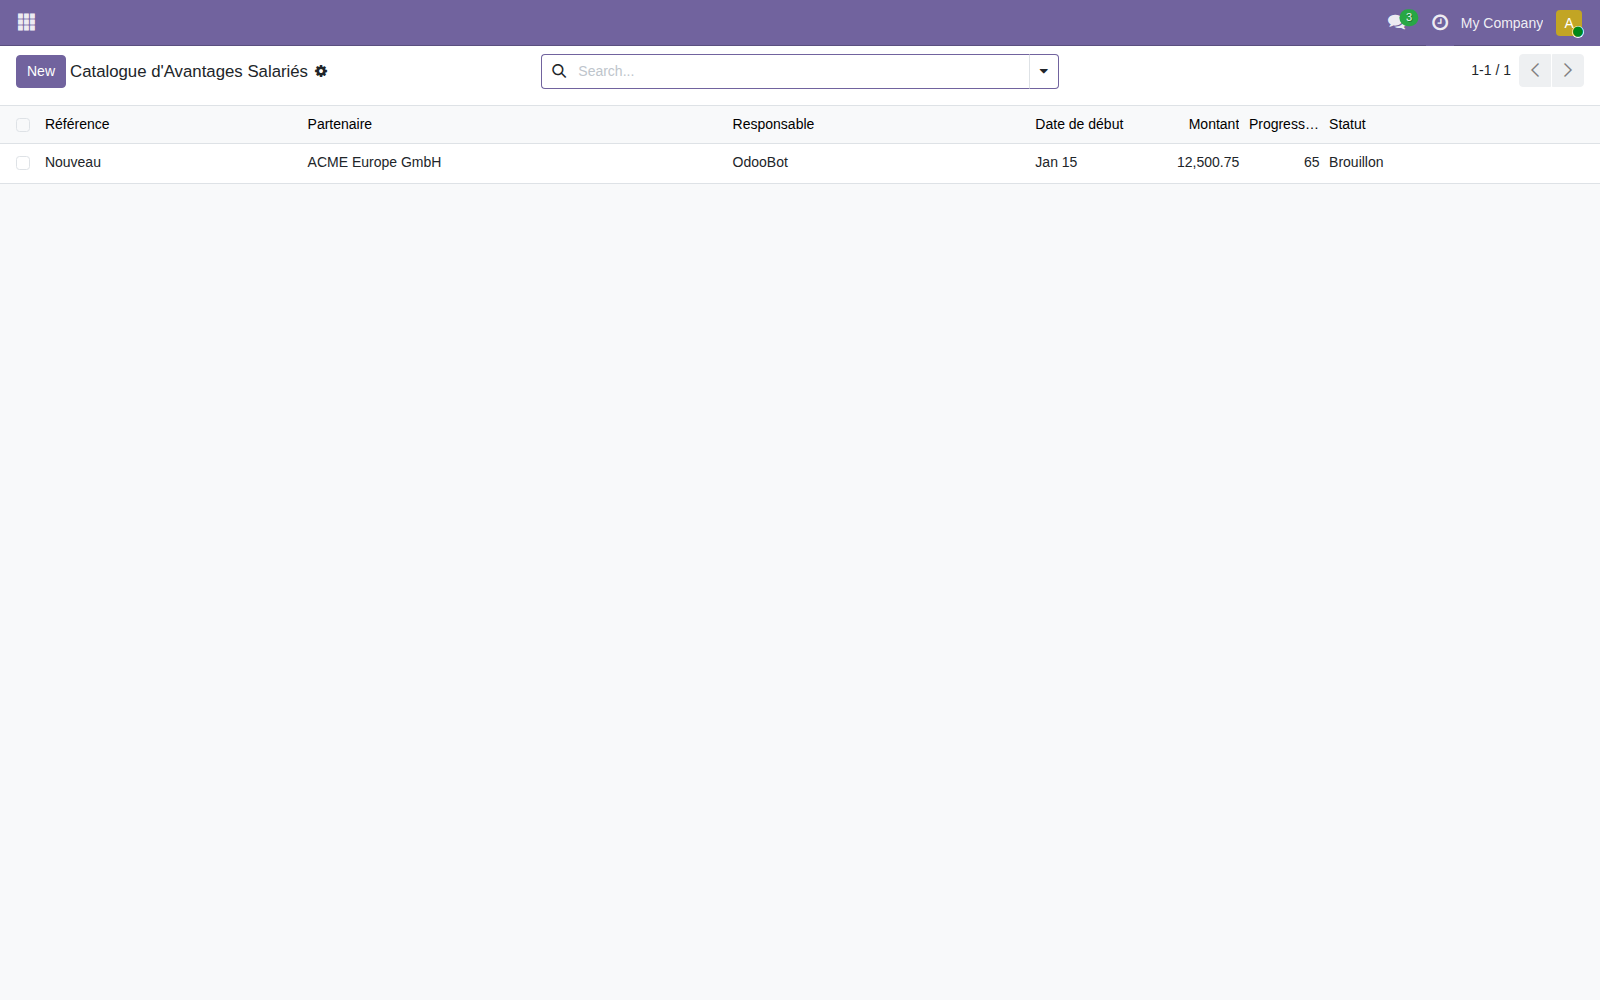 3
My Company
A
New
Catalogue d'Avantages Salariés
Search...
1-1 / 1
Référence Partenaire Responsable Date de début Montant Progress… Statut
Nouveau ACME Europe GmbH OdooBot Jan 15 12,500.75 65 Brouillon